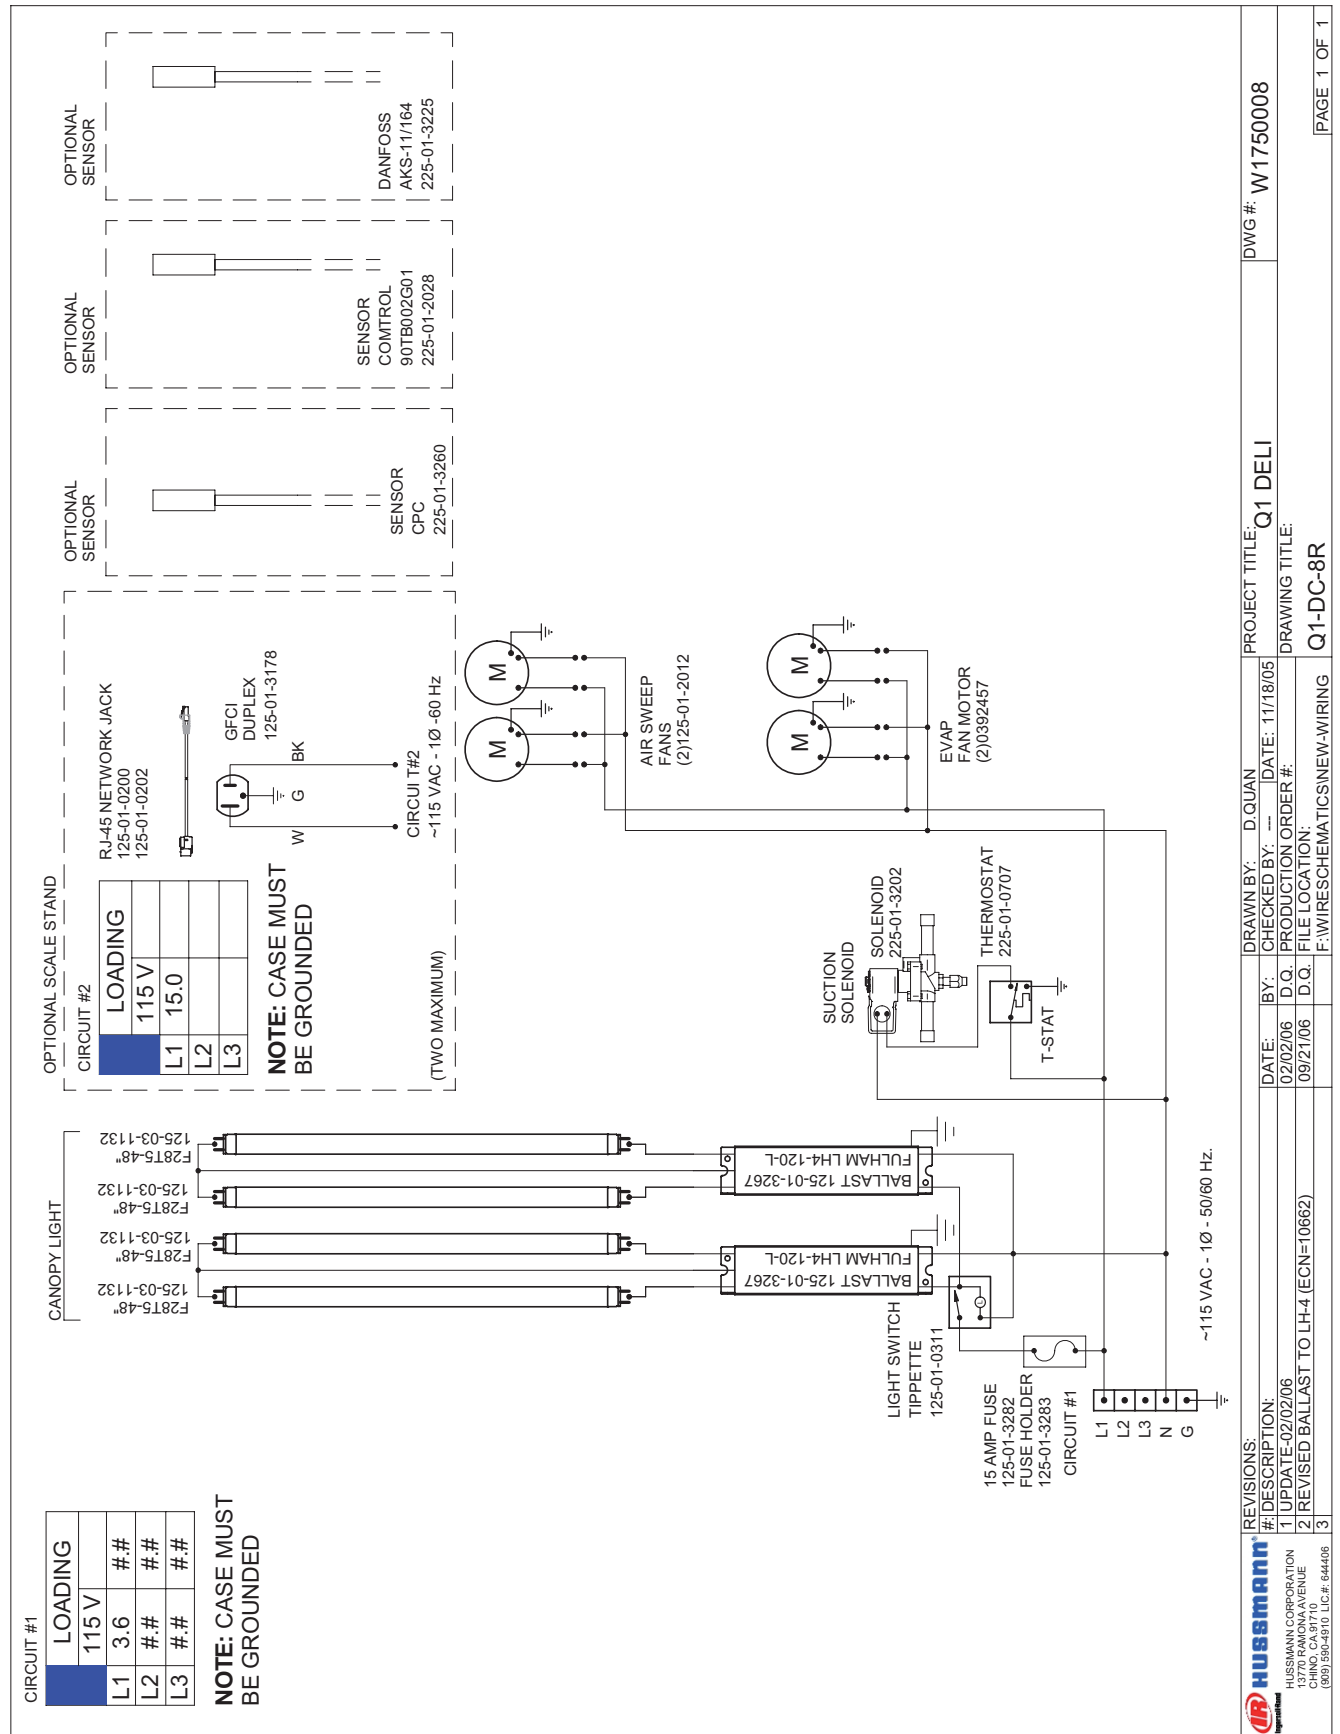 CIRCUIT #1
LOADING
115 V
L1 3.6 #.#
L2 #.# #.#
L3 #.# #.#
NOTE: CASE MUST
BE GROUNDED
CANOPY LIGHT
F28T5-48"
125-03-1132
F28T5-48"
125-03-1132
F28T5-48"
125-03-1132
F28T5-48"
125-03-1132
BALLAST 125-01-3267
FULHAM LH4-120-L
BALLAST 125-01-3267
FULHAM LH4-120-L
LIGHT SWITCH
TIPPETTE
125-01-0311
L
15 AMP FUSE
125-01-3282
FUSE HOLDER
125-01-3283
CIRCUIT #1
L1
L2
L3
N
G
~115 VAC - 1Ø - 50/60 Hz.
OPTIONAL SCALE STAND
CIRCUIT #2
LOADING
115 V
L1 15.0
L2
L3
NOTE: CASE MUST
BE GROUNDED
(TWO MAXIMUM)
RJ-45 NETWORK JACK
125-01-0200
125-01-0202
GFCI
DUPLEX
125-01-3178
W
G
BK
CIRCUI T#2
~115 VAC - 1Ø -60 Hz
SUCTION
SOLENOID
SOLENOID
225-01-3202
THERMOSTAT
225-01-0707
T-STAT
M
M
AIR SWEEP
FANS
(2)125-01-2012
M
M
EVAP
FAN MOTOR
(2)0392457
OPTIONAL
SENSOR
SENSOR
CPC
225-01-3260
OPTIONAL
SENSOR
SENSOR
COMTROL
90TB002G01
225-01-2028
OPTIONAL
SENSOR
DANFOSS
AKS-11/164
225-01-3225
IR HUSSMANN
Ingersoll-Rand
HUSSMANN CORPORATION
13770 RAMONA AVENUE
CHINO, CA.91710
(909) 590-4910 LIC.#: 644406
REVISIONS:
#: DESCRIPTION: DATE: BY:
1 UPDATE-02/02/06 02/02/06 D.Q.
2 REVISED BALLAST TO LH-4 (ECN=10662) 09/21/06 D.Q.
3
DRAWN BY: D.QUAN
CHECKED BY: --- DATE: 11/18/05
PRODUCTION ORDER #:
FILE LOCATION:
F:\WIRESCHEMATICS\NEW-WIRING
PROJECT TITLE:
Q1 DELI
DRAWING TITLE:
Q1-DC-8R
DWG #: W1750008
PAGE 1 OF 1